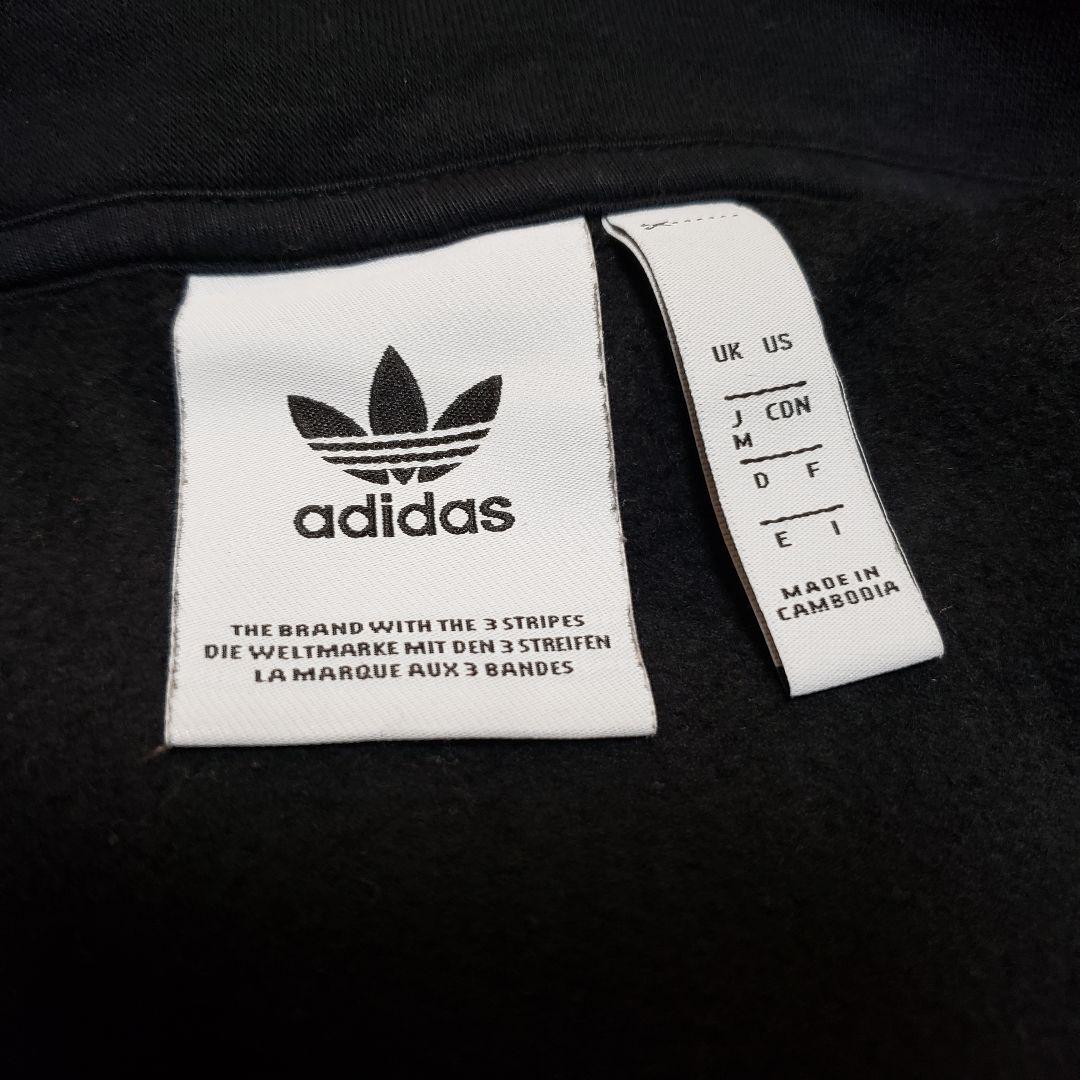 adidas
THE BRAND WITH THE 3 STRIPES
DIE WELTMARKE MIT DEN 3 STREIFEN
LA MARQUE AUX 3 BANDES
UK US
J CDN
M
D F
E I
MADE IN
CAMBODIA